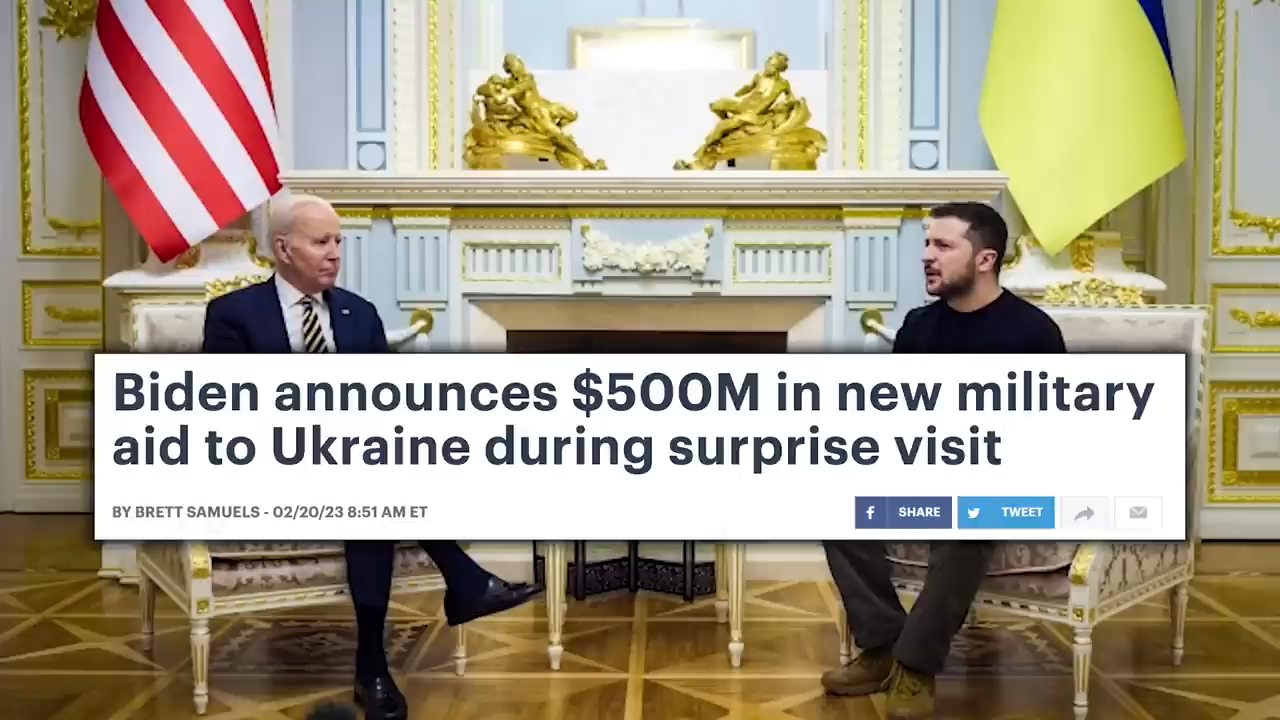 Biden announces $500M in new military
aid to Ukraine during surprise visit
BY BRETT SAMUELS - 02/20/23 8:51 AM ET
SHARE
TWEET